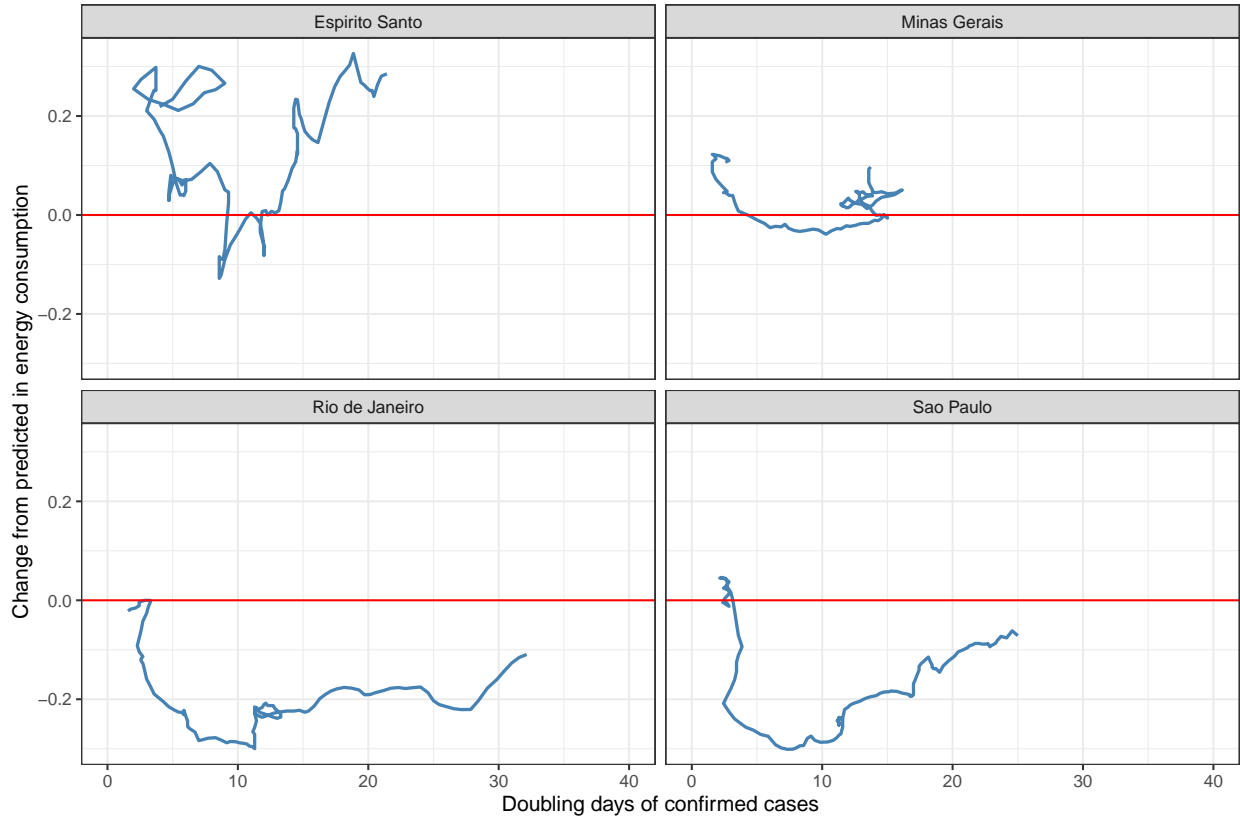 Espirito Santo
Minas Gerais
0.2
0.0
−0.2
Rio de Janeiro
Sao Paulo
0.2
0.0
−0.2
0
10
20
30
40
0
10
20
30
40
Doubling days of confirmed cases
Change from predicted in energy consumption